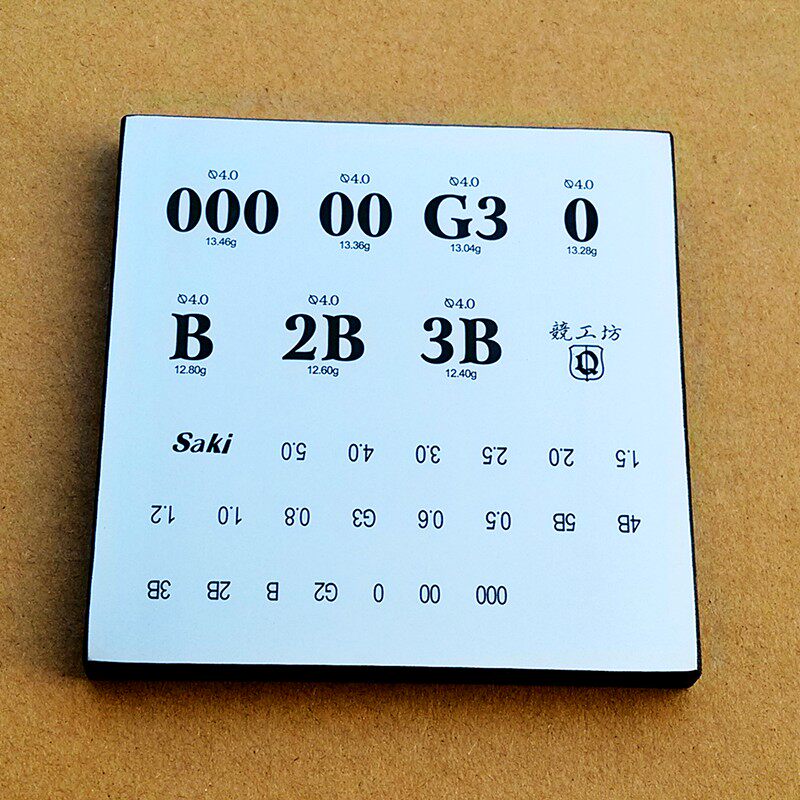 Ø4.0 Ø4.0 Ø4.0 Ø4.0
000 00 G3 0
13.46g 13.36g 13.04g 13.28g
Ø4.0 Ø4.0 Ø4.0
B 2B 3B
12.80g 12.60g 12.40g
競工坊
Q
Saki
000 00 0 G2 B 2B 3B
4B 5B 0.5 0.6 G3 0.8 1.0 1.2
1.5 2.0 2.5 3.0 4.0 5.0